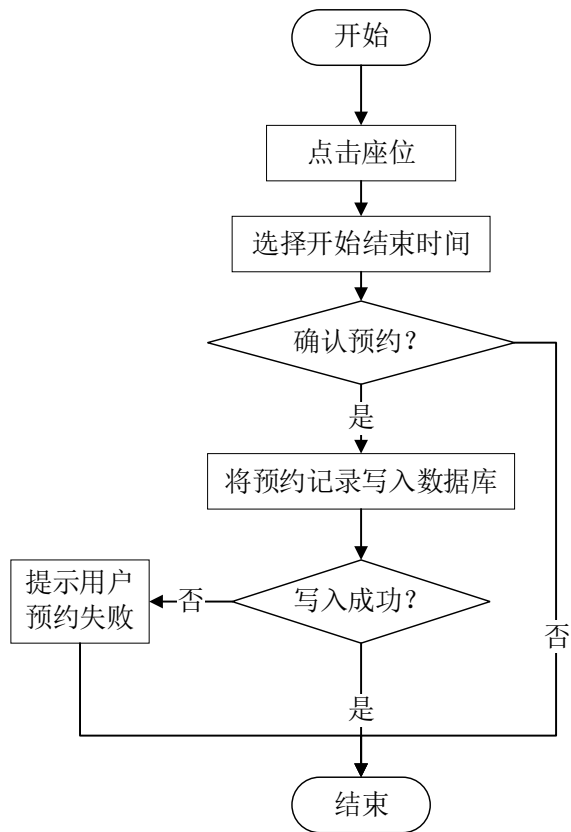 开始
点击座位
选择开始结束时间
确认预约？
是
将预约记录写入数据库
提示用户
预约失败
否
写入成功？
否
是
结束